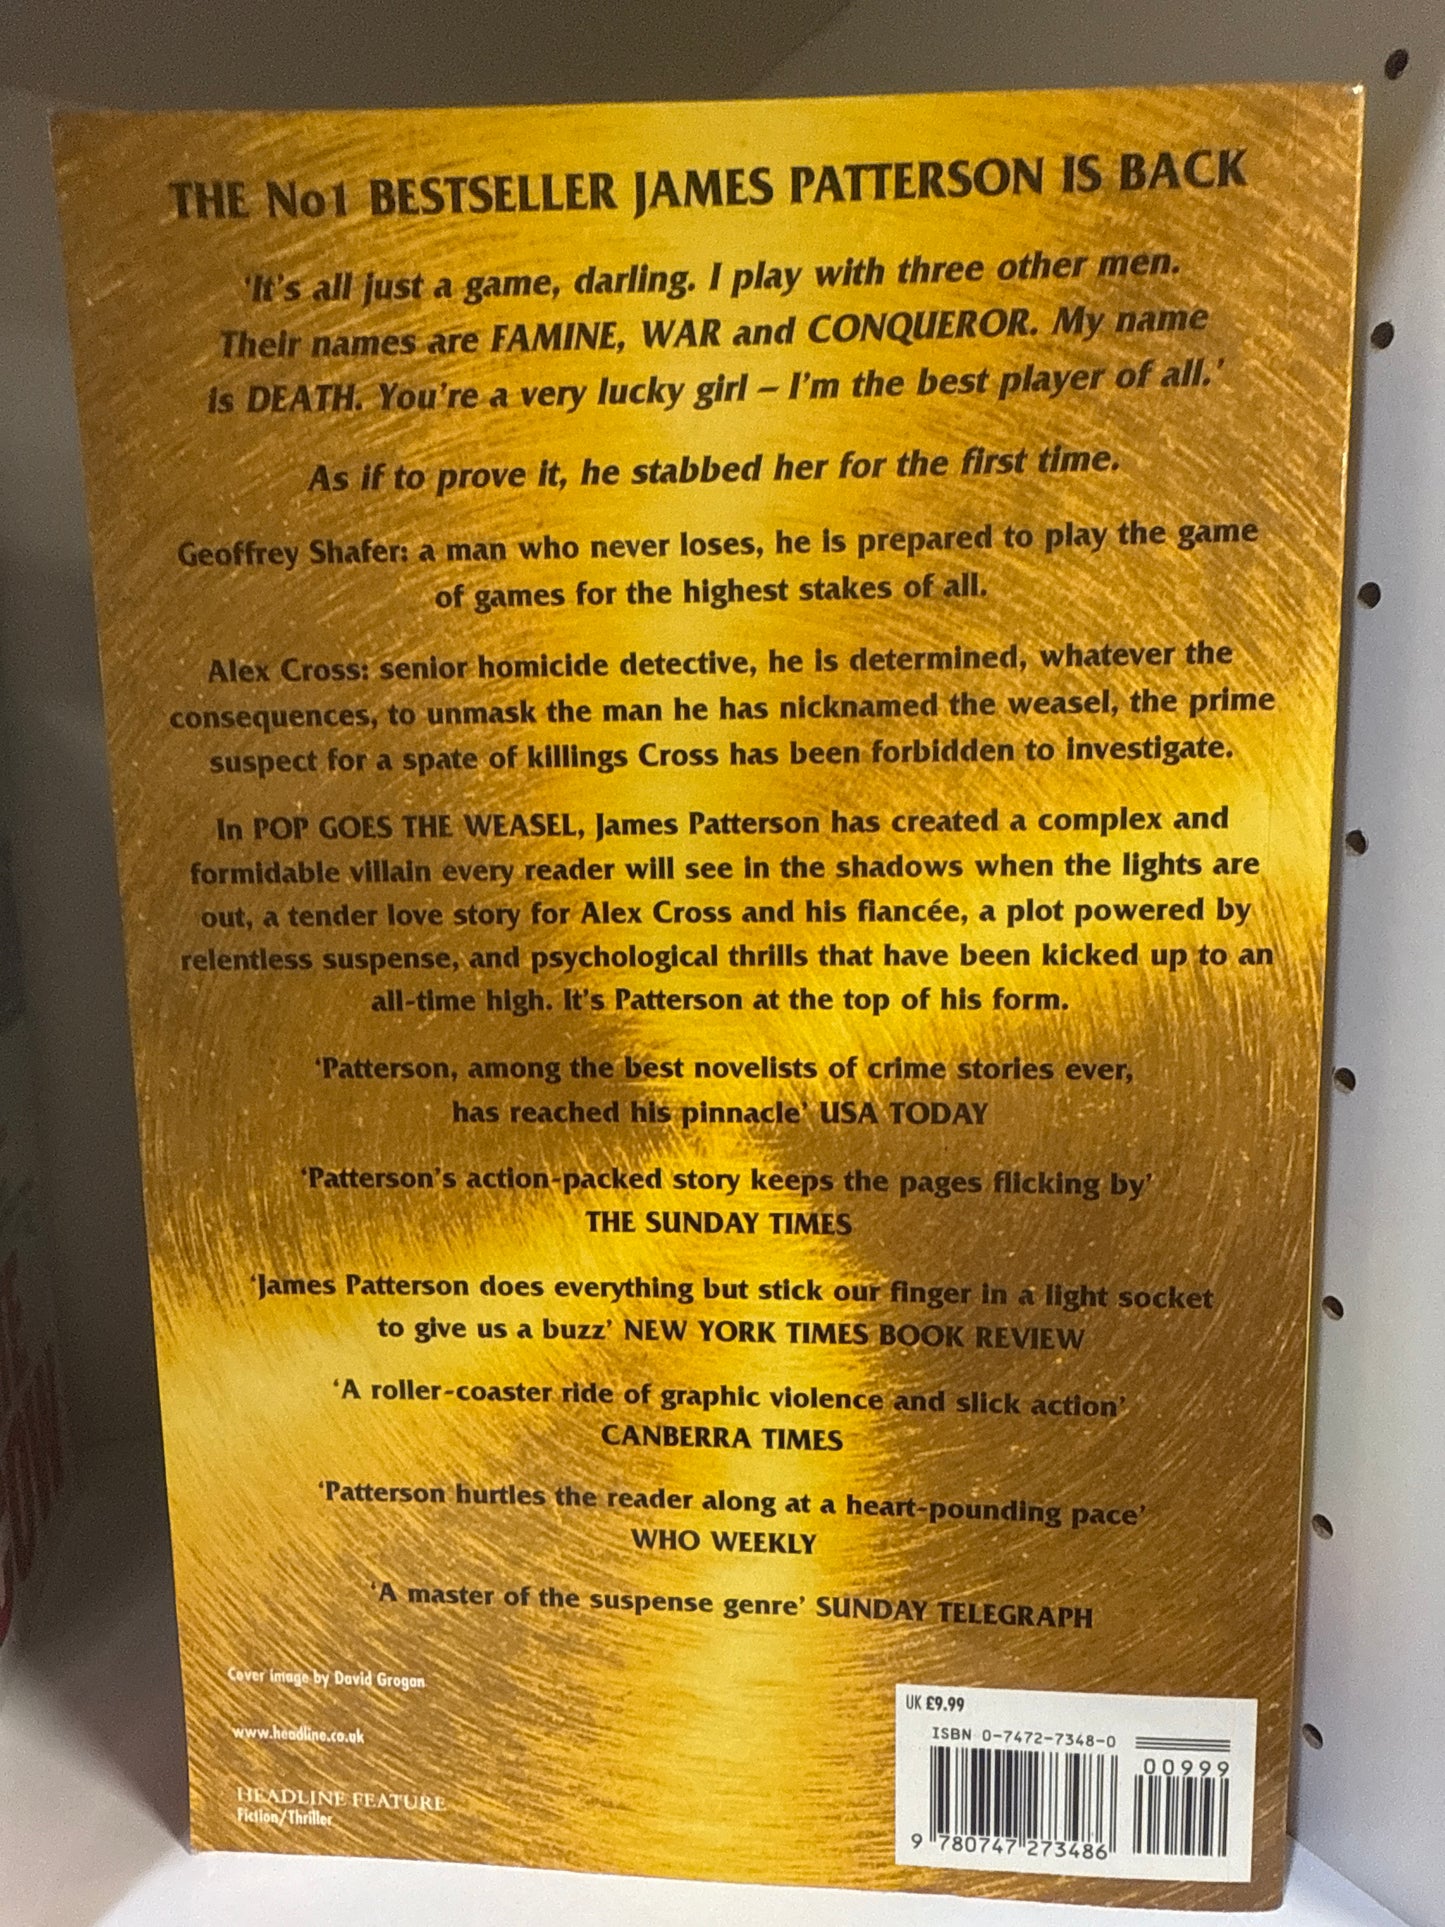 THE No1 BESTSELLER JAMES PATTERSON IS BACK
'It's all just a game, darling. I play with three other men.
Their names are FAMINE, WAR and CONQUEROR. My name
is DEATH. You're a very lucky girl – I'm the best player of all.'
As if to prove it, he stabbed her for the first time.
Geoffrey Shafer: a man who never loses, he is prepared to play the game
of games for the highest stakes of all.
Alex Cross: senior homicide detective, he is determined, whatever the
consequences, to unmask the man he has nicknamed the weasel, the prime
suspect for a spate of killings Cross has been forbidden to investigate.
In POP GOES THE WEASEL, James Patterson has created a complex and
formidable villain every reader will see in the shadows when the lights are
out, a tender love story for Alex Cross and his fiancée, a plot powered by
relentless suspense, and psychological thrills that have been kicked up to an
all-time high. It's Patterson at the top of his form.
'Patterson, among the best novelists of crime stories ever,
has reached his pinnacle' USA TODAY
'Patterson's action-packed story keeps the pages flicking by'
THE SUNDAY TIMES
'James Patterson does everything but stick our finger in a light socket
to give us a buzz' NEW YORK TIMES BOOK REVIEW
'A roller-coaster ride of graphic violence and slick action'
CANBERRA TIMES
'Patterson hurtles the reader along at a heart-pounding pace'
WHO WEEKLY
'A master of the suspense genre' SUNDAY TELEGRAPH
Cover image by David Grogan
www.headline.co.uk
HEADLINE FEATURE
Fiction/Thriller
UK £9.99
ISBN 0-7472-7348-0
00999
9 780747 273486